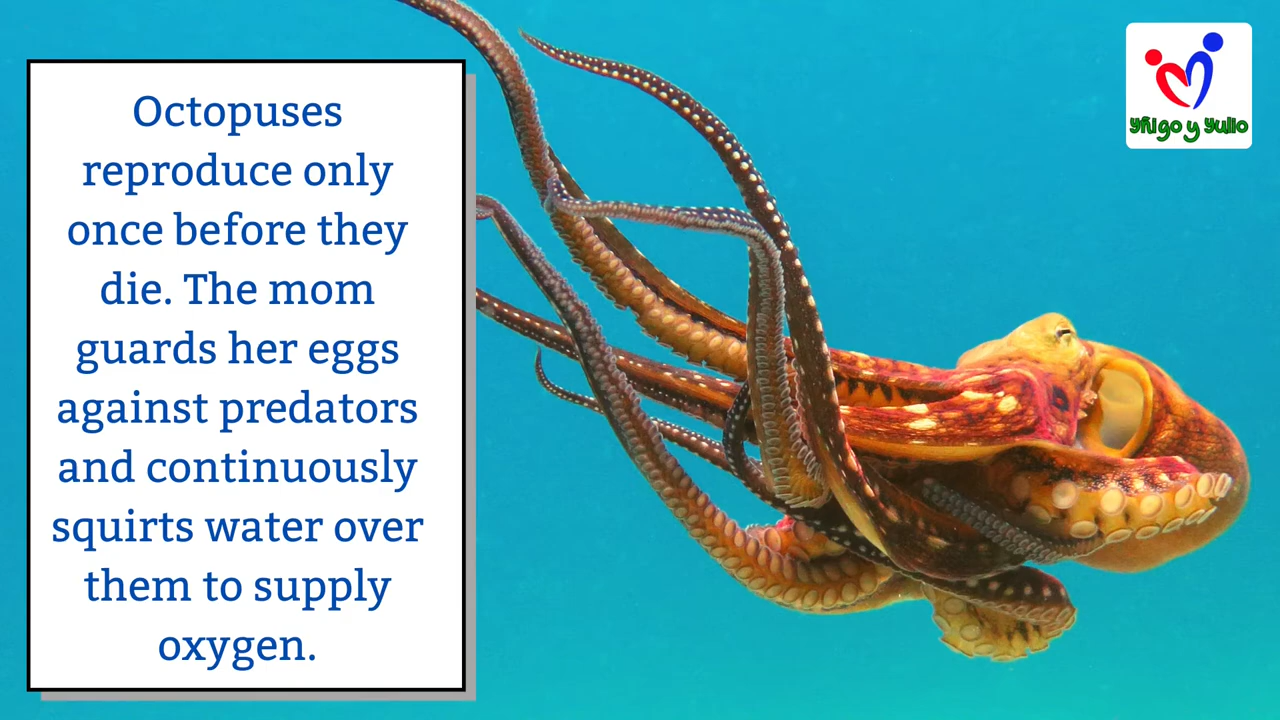 Octopuses
reproduce only
once before they
die. The mom
guards her eggs
against predators
and continuously
squirts water over
them to supply
oxygen.
yñigo y yulio